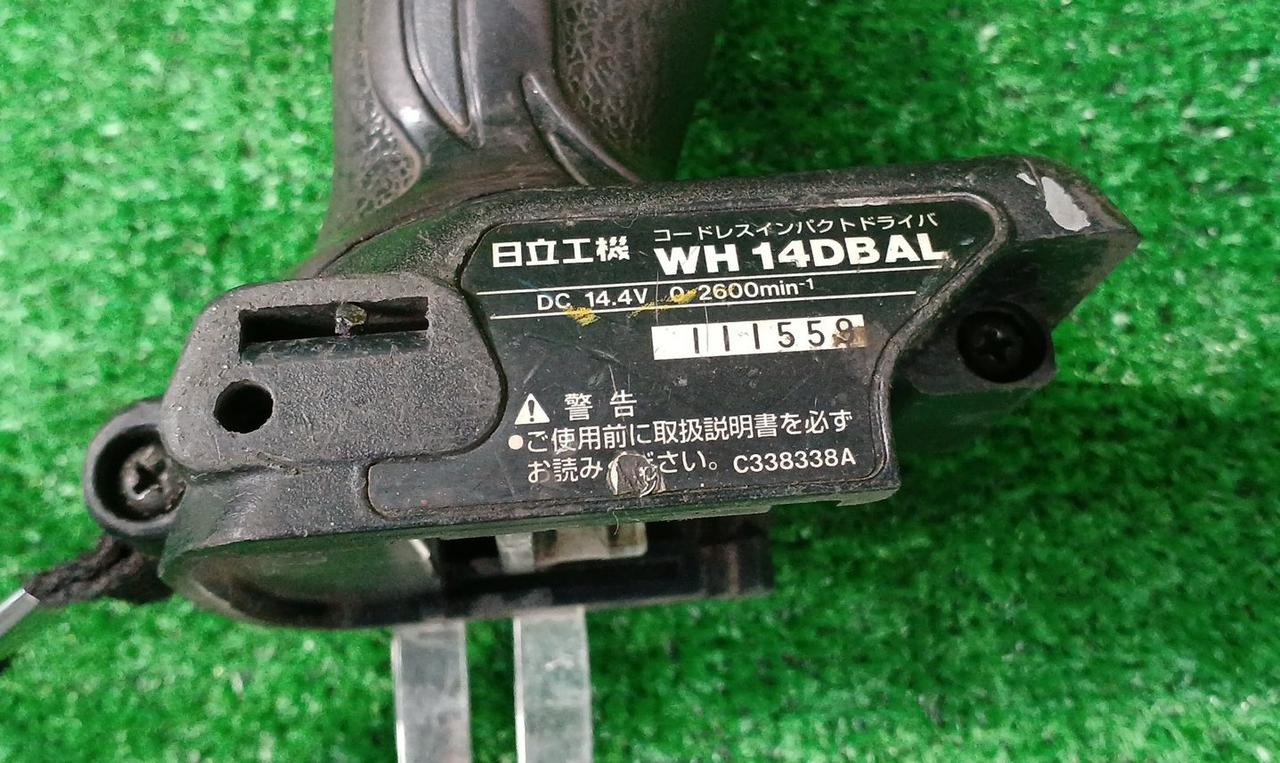 日立工機 コードレスインパクトドライバ
WH 14DBAL
DC 14.4V 0-2600min⁻¹
111559
警告
●ご使用前に取扱説明書を必ず
お読み ださい。 C338338A